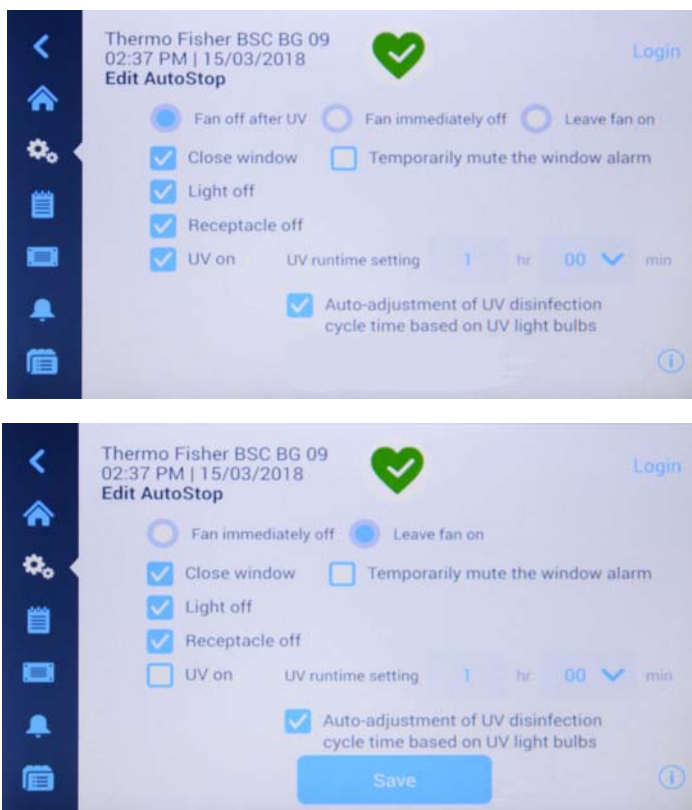 Thermo Fisher BSC BG 09
02:37 PM | 15/03/2018
Login
Edit AutoStop
Fan off after UV Fan immediately off Leave fan on
Close window Temporarily mute the window alarm
Light off
Receptacle off
UV on UV runtime setting 1 hr 00 min
Auto-adjustment of UV disinfection
cycle time based on UV light bulbs
i
Thermo Fisher BSC BG 09
02:37 PM | 15/03/2018
Login
Edit AutoStop
Fan immediately off Leave fan on
Close window Temporarily mute the window alarm
Light off
Receptacle off
UV on UV runtime setting 1 hr 00 min
Auto-adjustment of UV disinfection
cycle time based on UV light bulbs
Save
i